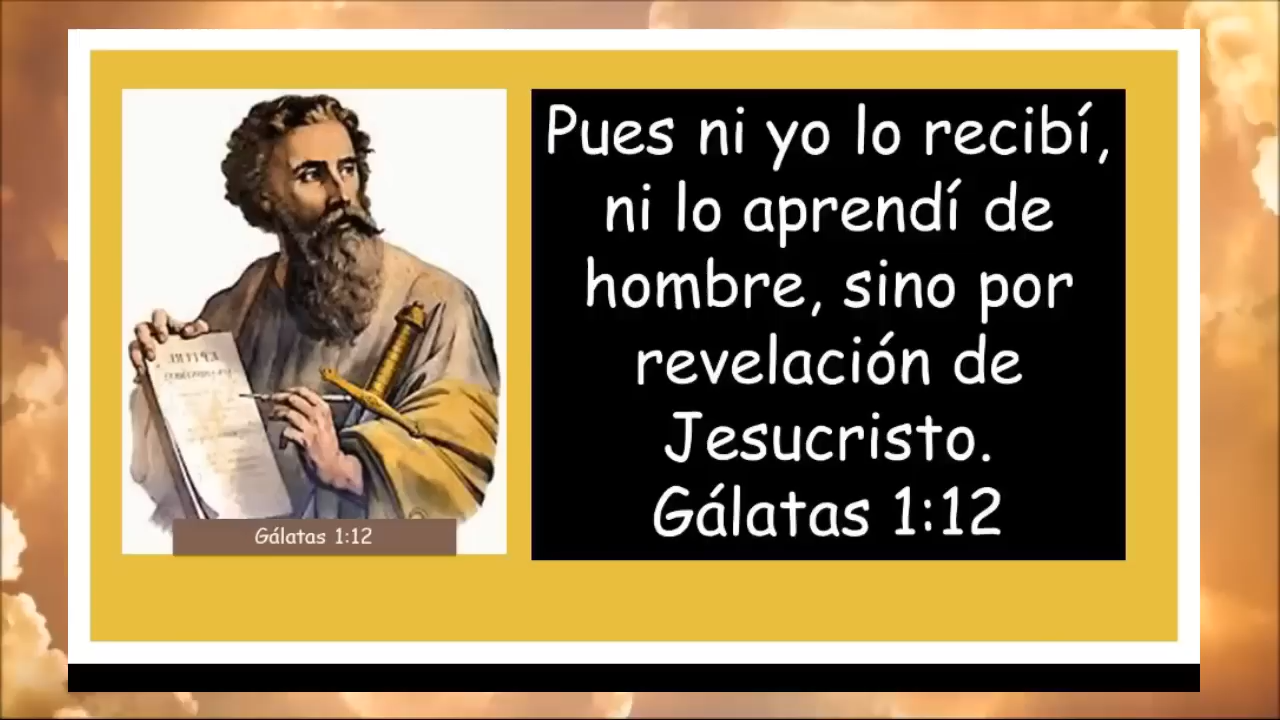 Pues ni yo lo recibí,
ni lo aprendí de
hombre, sino por
revelación de
Jesucristo.
Gálatas 1:12
Gálatas 1:12